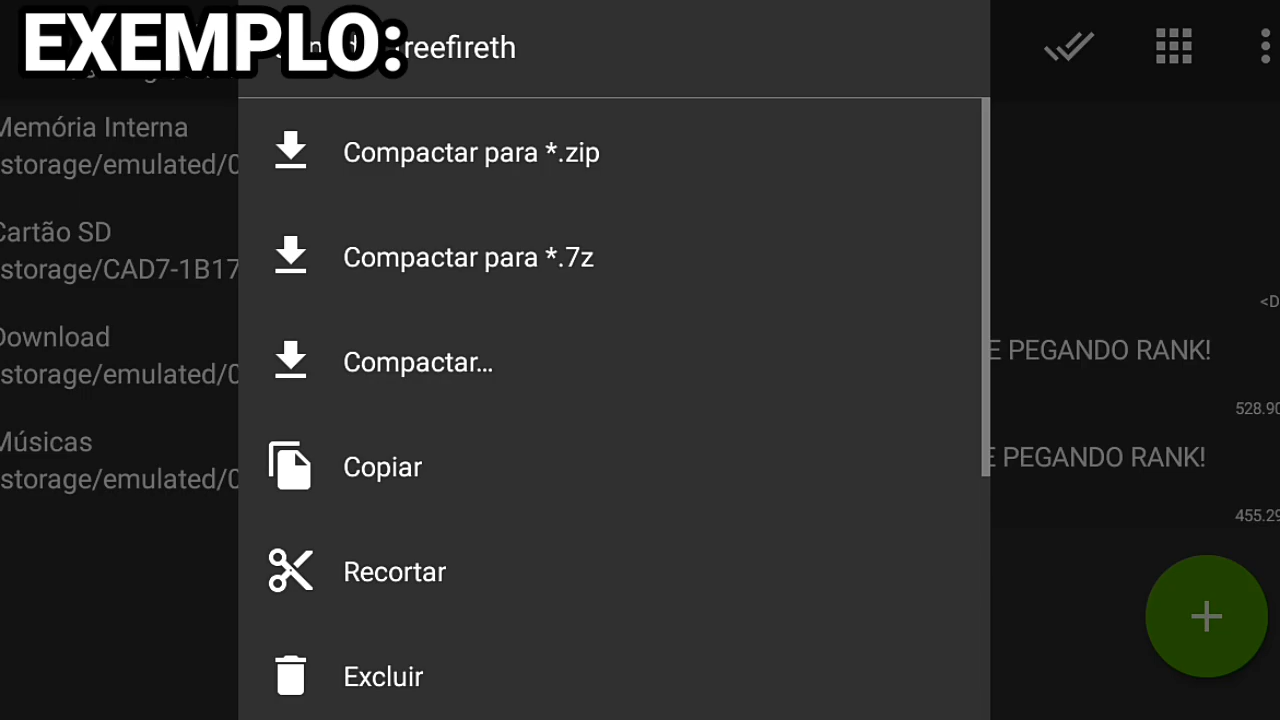 EXEMPLO:
reefireth
Memória Interna
storage/emulated/0
Cartão SD
storage/CAD7-1B17
Download
storage/emulated/0
Músicas
storage/emulated/0
Compactar para *.zip
Compactar para *.7z
Compactar...
Copiar
Recortar
Excluir
<D
E PEGANDO RANK!
528.90
E PEGANDO RANK!
455.29